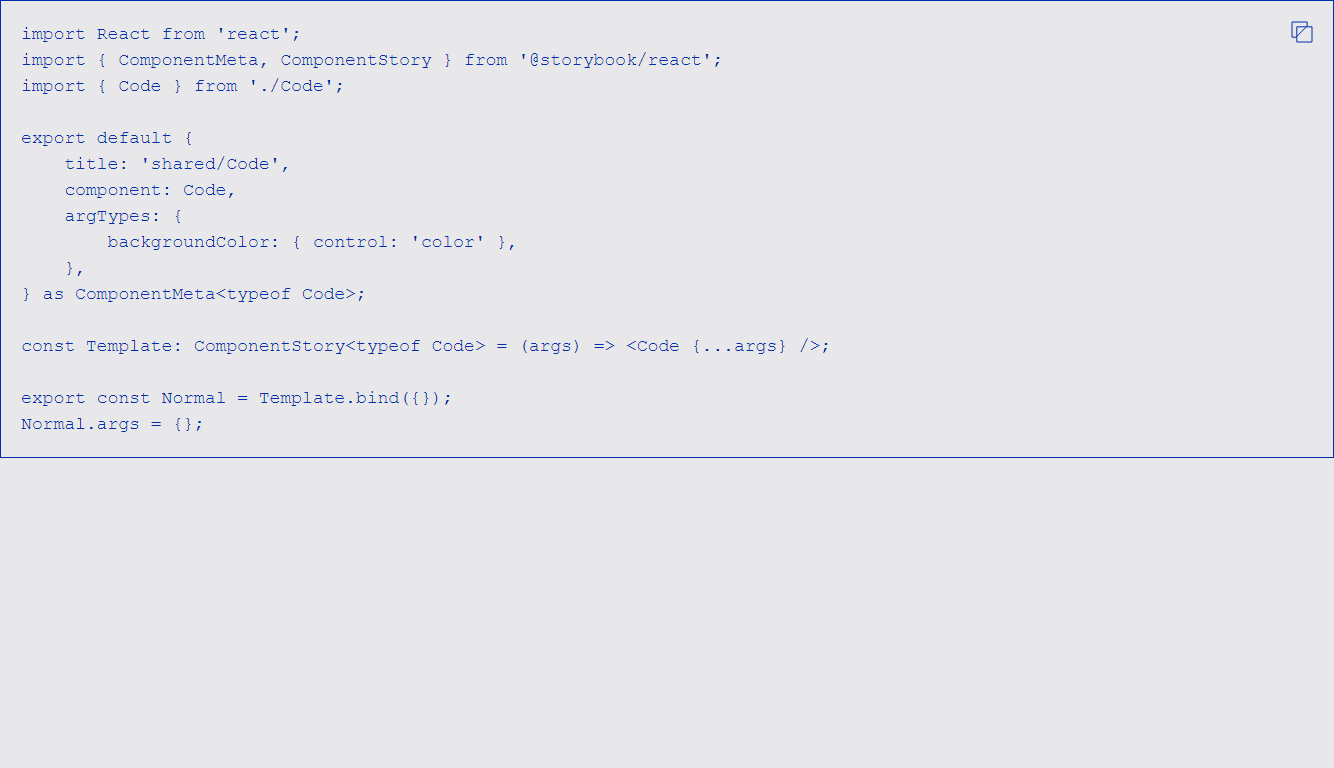 import React from 'react';
import { ComponentMeta, ComponentStory } from '@storybook/react';
import { Code } from './Code';

export default {
    title: 'shared/Code',
    component: Code,
    argTypes: {
        backgroundColor: { control: 'color' },
    },
} as ComponentMeta<typeof Code>;

const Template: ComponentStory<typeof Code> = (args) => <Code {...args} />;

export const Normal = Template.bind({});
Normal.args = {};